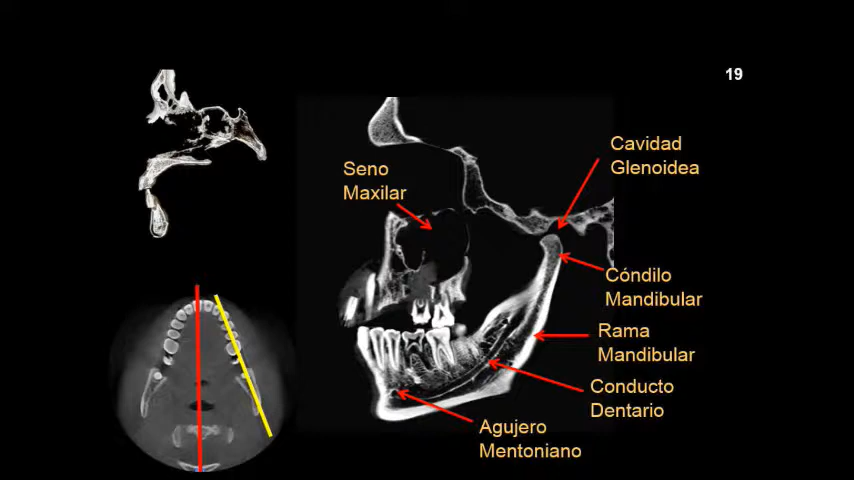 19
Cavidad
Glenoidea
Seno
Maxilar
Cóndilo
Mandibular
Rama
Mandibular
Conducto
Dentario
Agujero
Mentoniano